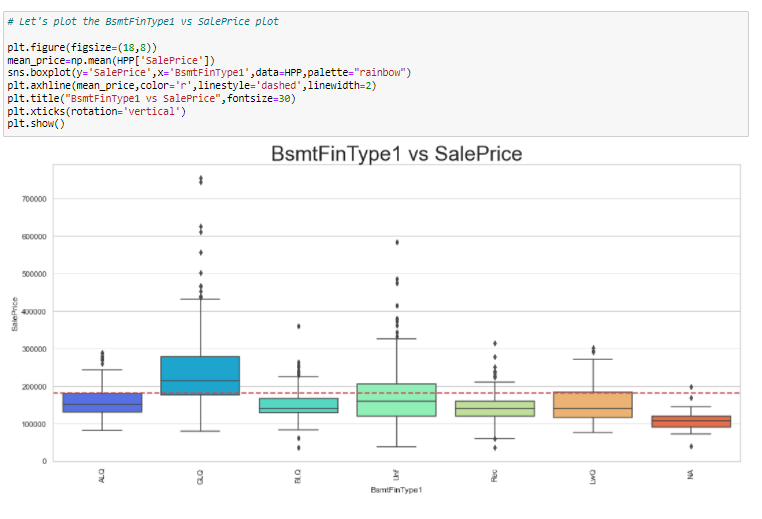 # Let's plot the BsmtFinType1 vs SalePrice plot
plt.figure(figsize=(18,8))
mean_price=np.mean(HPP['SalePrice'])
sns.boxplot(y='SalePrice',x='BsmtFinType1',data=HPP,palette="rainbow")
plt.axhline(mean_price,color='r',linestyle='dashed',linewidth=2)
plt.title("BsmtFinType1 vs SalePrice",fontsize=30)
plt.xticks(rotation='vertical')
plt.show()
BsmtFinType1 vs SalePrice
700000
600000
500000
400000
300000
200000
100000
0
SalePrice
ALQ
GLQ
BLQ
Unf
Rec
LwQ
NA
BsmtFinType1